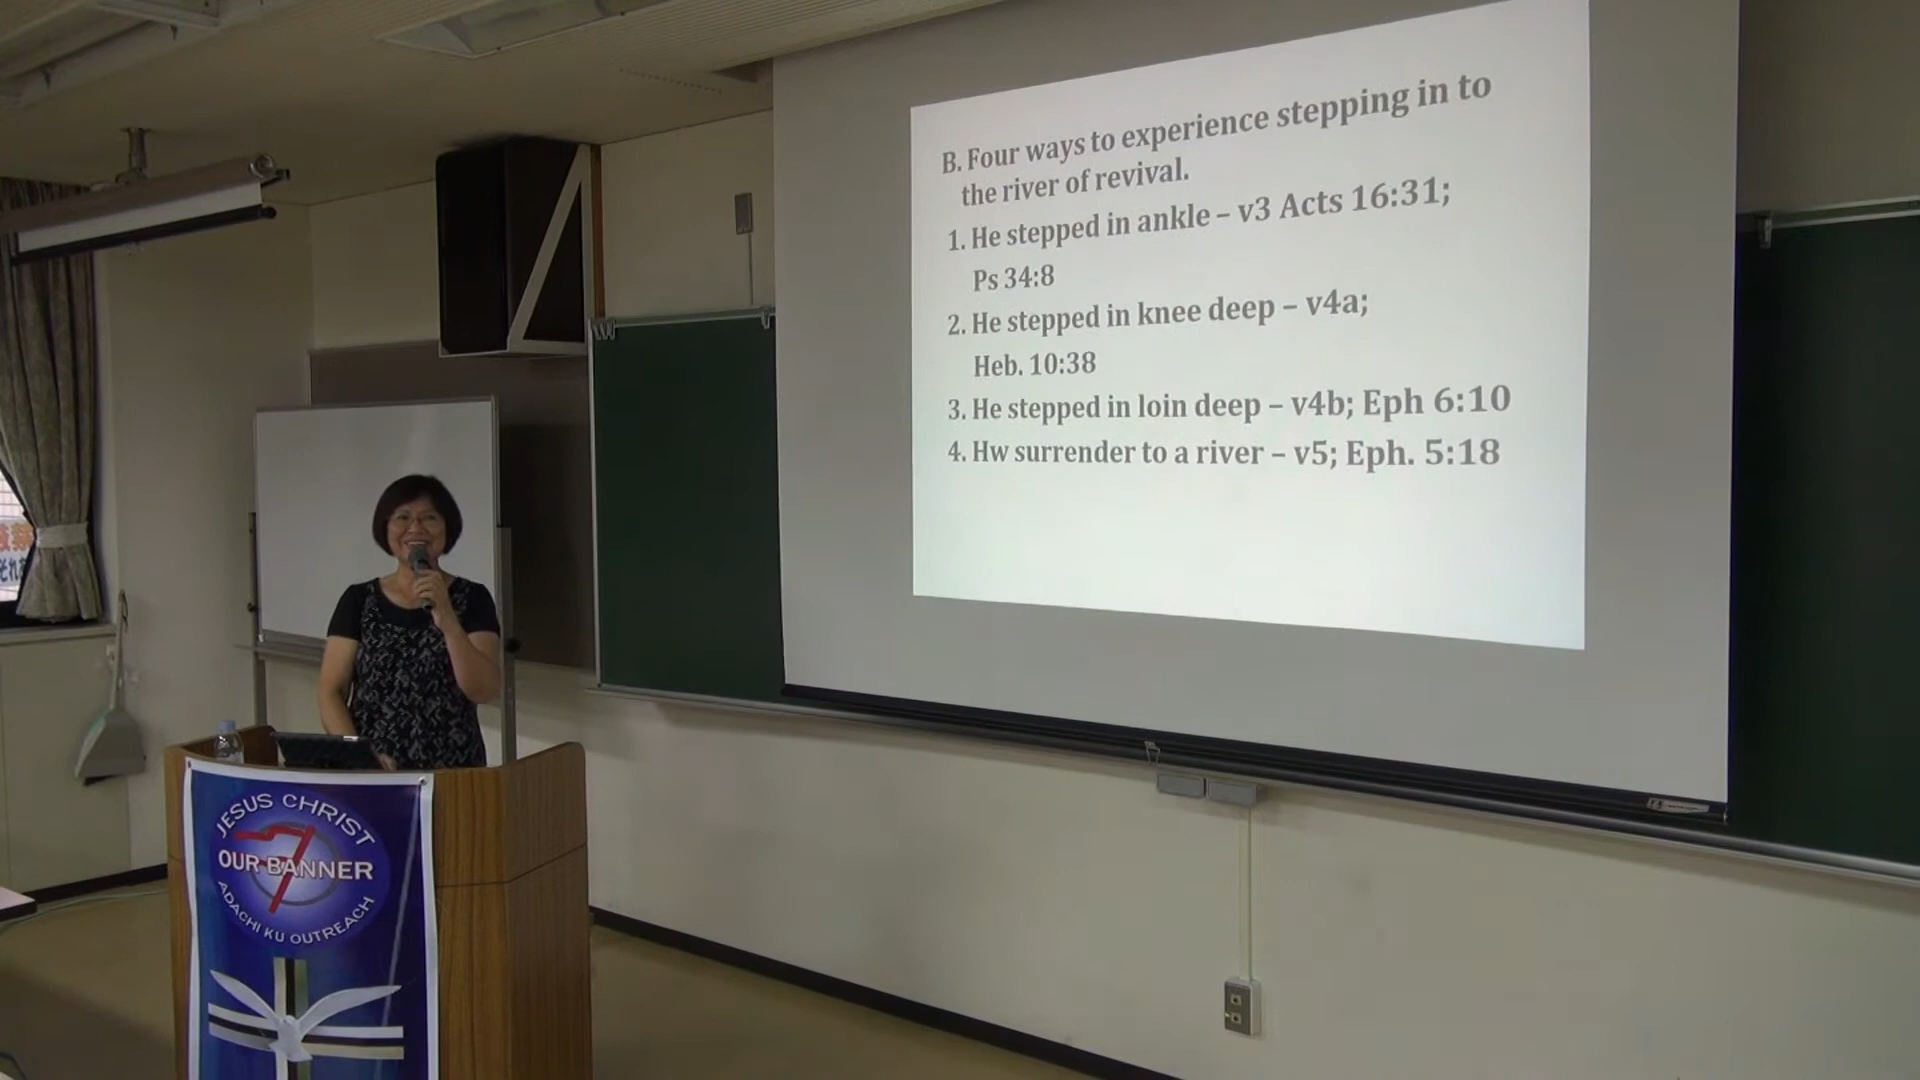 B. Four ways to experience stepping in to
the river of revival.
1. He stepped in ankle – v3 Acts 16:31;
Ps 34:8
2. He stepped in knee deep – v4a;
Heb. 10:38
3. He stepped in loin deep – v4b; Eph 6:10
4. Hw surrender to a river – v5; Eph. 5:18
JESUS CHRIST
7
OUR BANNER
ADACHI KU OUTREACH